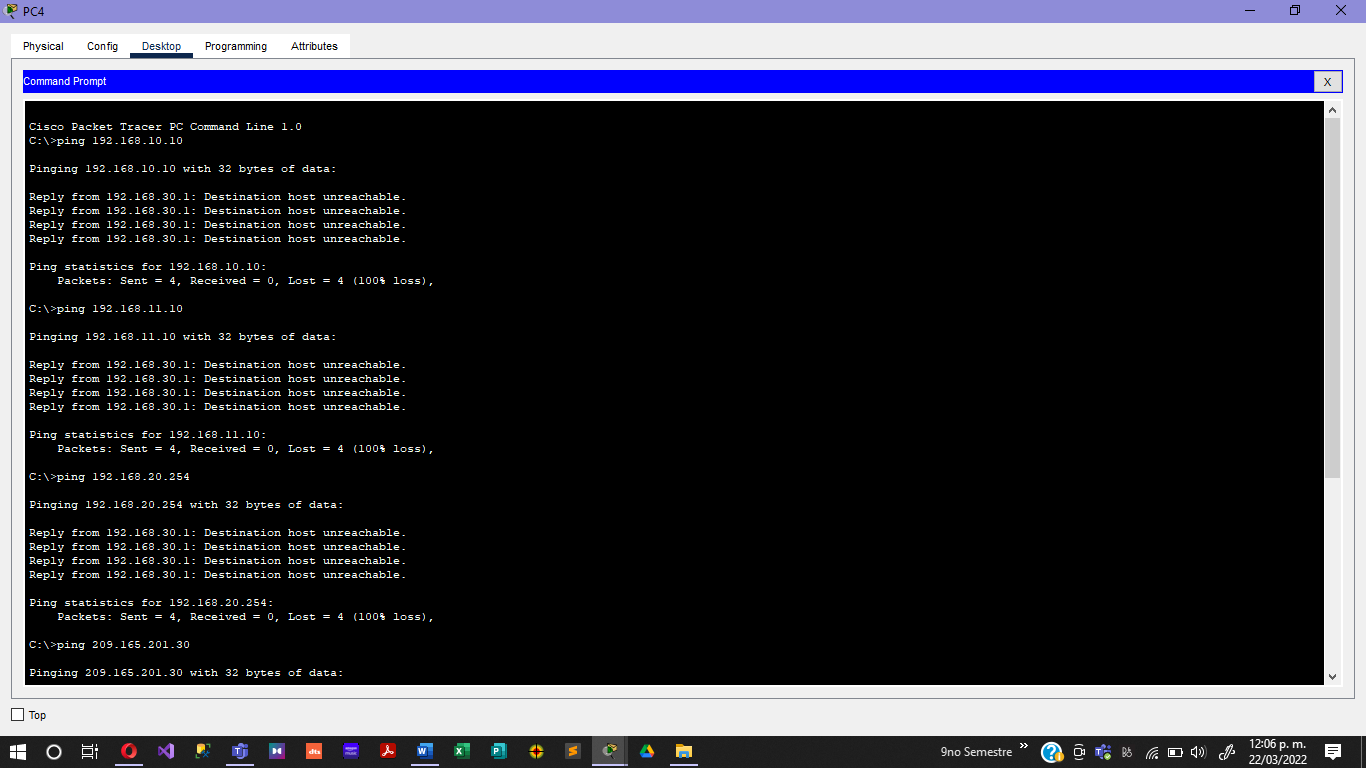 PC4
Physical Config Desktop Programming Attributes
Command Prompt X
Cisco Packet Tracer PC Command Line 1.0
C:\>ping 192.168.10.10
Pinging 192.168.10.10 with 32 bytes of data:
Reply from 192.168.30.1: Destination host unreachable.
Reply from 192.168.30.1: Destination host unreachable.
Reply from 192.168.30.1: Destination host unreachable.
Reply from 192.168.30.1: Destination host unreachable.
Ping statistics for 192.168.10.10:
Packets: Sent = 4, Received = 0, Lost = 4 (100% loss),
C:\>ping 192.168.11.10
Pinging 192.168.11.10 with 32 bytes of data:
Reply from 192.168.30.1: Destination host unreachable.
Reply from 192.168.30.1: Destination host unreachable.
Reply from 192.168.30.1: Destination host unreachable.
Reply from 192.168.30.1: Destination host unreachable.
Ping statistics for 192.168.11.10:
Packets: Sent = 4, Received = 0, Lost = 4 (100% loss),
C:\>ping 192.168.20.254
Pinging 192.168.20.254 with 32 bytes of data:
Reply from 192.168.30.1: Destination host unreachable.
Reply from 192.168.30.1: Destination host unreachable.
Reply from 192.168.30.1: Destination host unreachable.
Reply from 192.168.30.1: Destination host unreachable.
Ping statistics for 192.168.20.254:
Packets: Sent = 4, Received = 0, Lost = 4 (100% loss),
C:\>ping 209.165.201.30
Pinging 209.165.201.30 with 32 bytes of data:
Top
9no Semestre
12:06 p. m.
22/03/2022